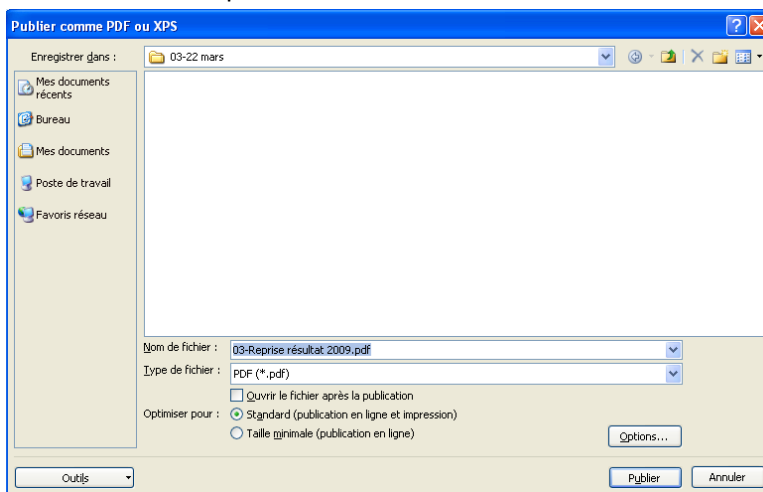 Publier comme PDF ou XPS
Enregistrer dans :
03-22 mars
Mes documents
récents
Bureau
Mes documents
Poste de travail
Favoris réseau
Nom de fichier :
03-Reprise résultat 2009.pdf
Type de fichier :
PDF (*.pdf)
Ouvrir le fichier après la publication
Optimiser pour :
Standard (publication en ligne et impression)
Taille minimale (publication en ligne)
Options...
Outils
Publier
Annuler